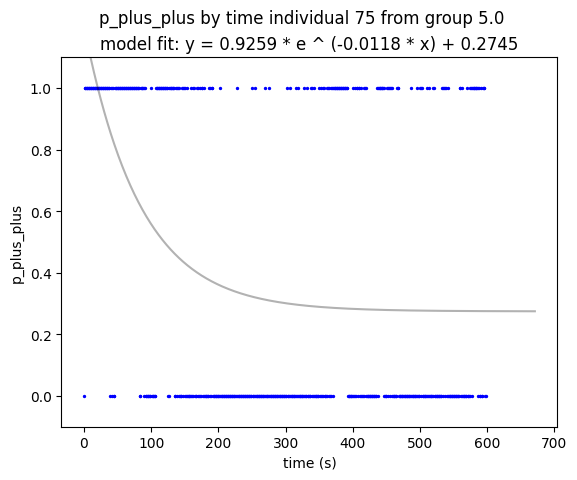 p_plus_plus by time individual 75 from group 5.0
model fit: y = 0.9259 * e ^ (-0.0118 * x) + 0.2745
1.0
0.8
0.6
0.4
0.2
0.0
p_plus_plus
0 100 200 300 400 500 600 700
time (s)